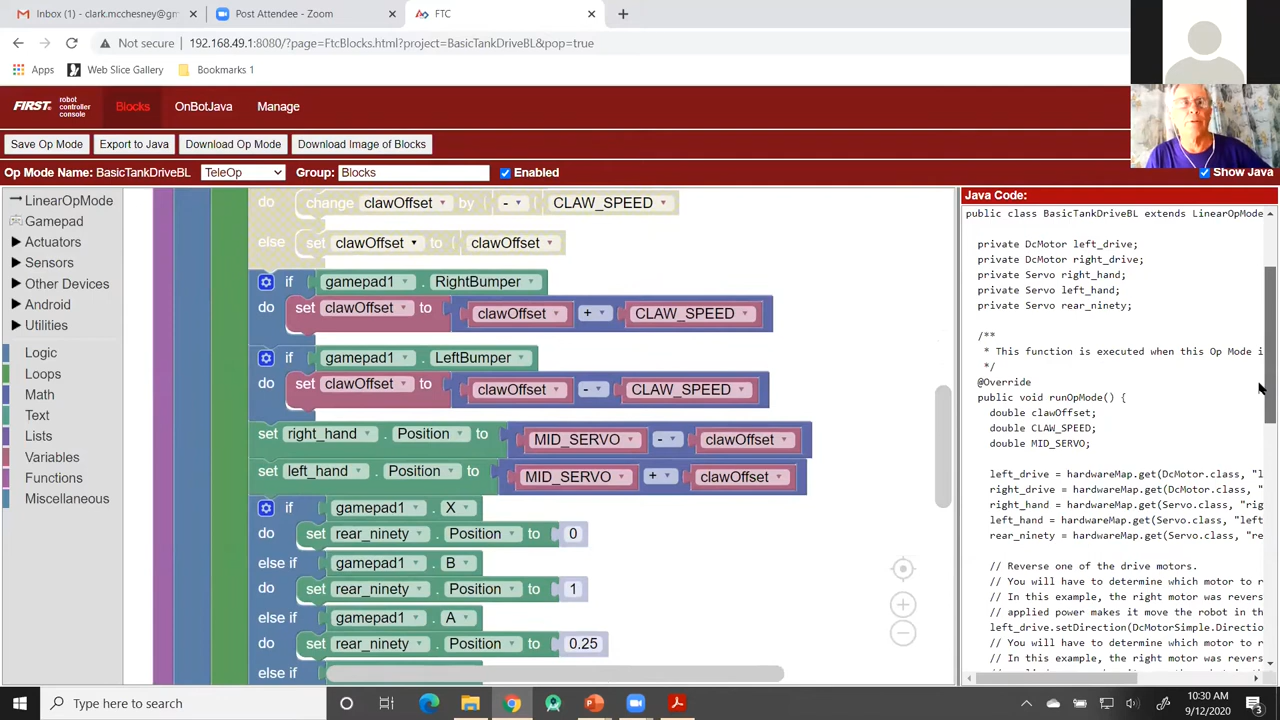 Inbox (1) - clark.mcchesney@gm
Post Attendee - Zoom
FTC
Not secure
192.168.49.1:8080/?page=FtcBlocks.html?project=BasicTankDriveBL&pop=true
Apps
Web Slice Gallery
Bookmarks 1
FIRST. robot controller console
Blocks
OnBotJava
Manage
Save Op Mode
Export to Java
Download Op Mode
Download Image of Blocks
Op Mode Name: BasicTankDriveBL
TeleOp
Group:
Blocks
Enabled
Show Java
LinearOpMode
Gamepad
Actuators
Sensors
Other Devices
Android
Utilities
Logic
Loops
Math
Text
Lists
Variables
Functions
Miscellaneous
do change clawOffset by - CLAW_SPEED
else set clawOffset to clawOffset
if gamepad1 . RightBumper
do set clawOffset to clawOffset + CLAW_SPEED
if gamepad1 . LeftBumper
do set clawOffset to clawOffset - CLAW_SPEED
set right_hand . Position to MID_SERVO - clawOffset
set left_hand . Position to MID_SERVO + clawOffset
if gamepad1 . X
do set rear_ninety . Position to 0
else if gamepad1 . B
do set rear_ninety . Position to 1
else if gamepad1 . A
do set rear_ninety . Position to 0.25
else if
Java Code:
public class BasicTankDriveBL extends LinearOpMode
private DcMotor left_drive;
private DcMotor right_drive;
private Servo right_hand;
private Servo left_hand;
private Servo rear_ninety;
/**
* This function is executed when this Op Mode i
*/
@Override
public void runOpMode() {
double clawOffset;
double CLAW_SPEED;
double MID_SERVO;
left_drive = hardwareMap.get(DcMotor.class, "l
right_drive = hardwareMap.get(DcMotor.class, "
right_hand = hardwareMap.get(Servo.class, "rig
left_hand = hardwareMap.get(Servo.class, "left
rear_ninety = hardwareMap.get(Servo.class, "re
// Reverse one of the drive motors.
// You will have to determine which motor to r
// In this example, the right motor was revers
// applied power makes it move the robot in th
left_drive.setDirection(DcMotorSimple.Directio
// You will have to determine which motor to r
// In this example, the right motor was revers
Type here to search
10:30 AM
9/12/2020
3